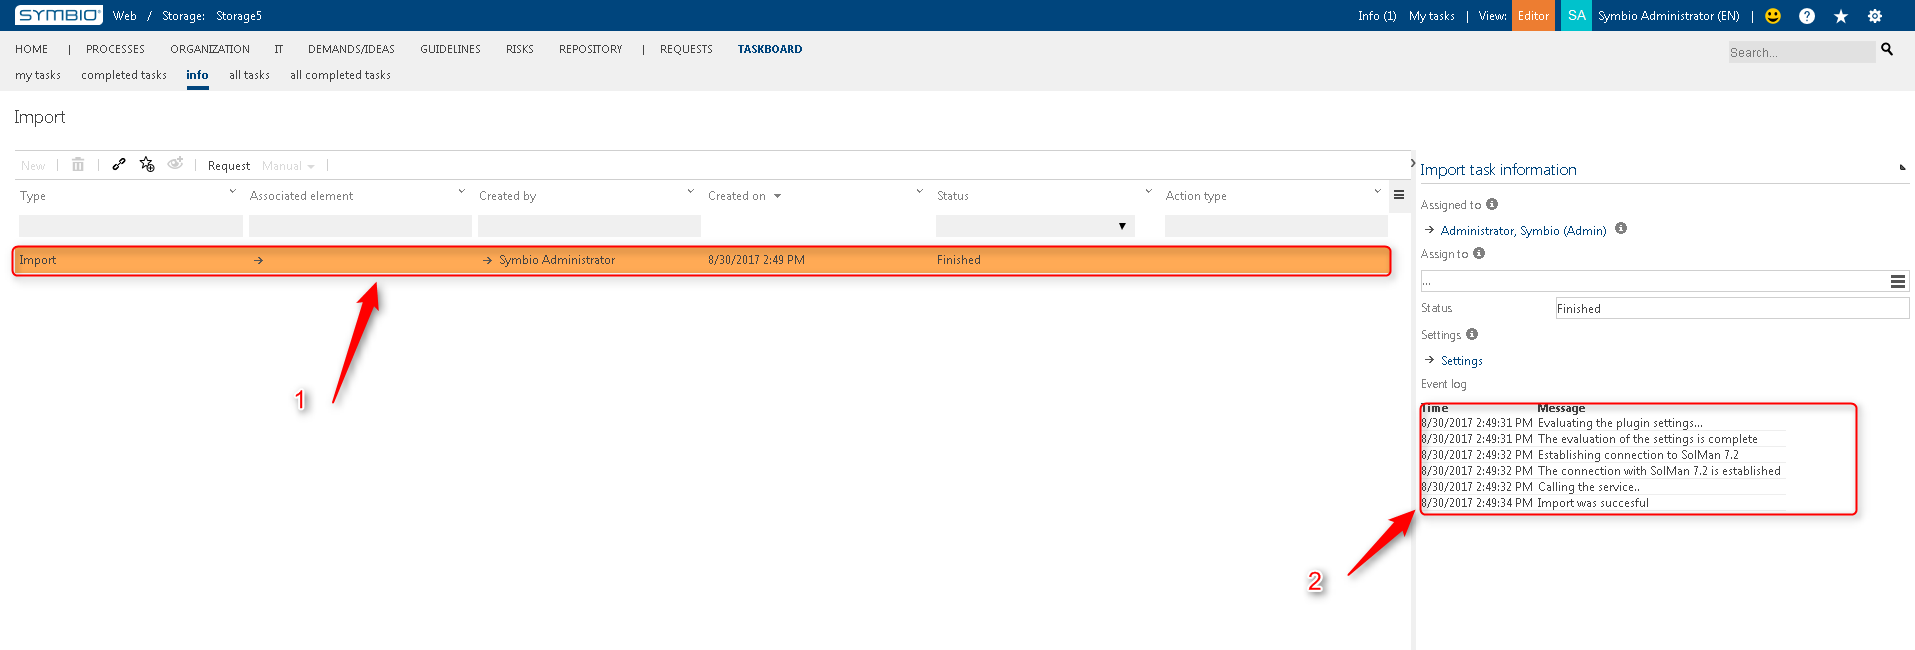 SYMBIO Web / Storage: Storage5 Info (1) My tasks | View: Editor SA Symbio Administrator (EN) |
HOME | PROCESSES ORGANIZATION IT DEMANDS/IDEAS GUIDELINES RISKS REPOSITORY | REQUESTS TASKBOARD
Search...
my tasks completed tasks info all tasks all completed tasks
Import
New | | | Request Manual |
Type Associated element Created by Created on Status Action type
Import → → Symbio Administrator 8/30/2017 2:49 PM Finished
1
2
Import task information
Assigned to
→ Administrator, Symbio (Admin)
Assign to
...
Status Finished
Settings
→ Settings
Event log
Time Message
8/30/2017 2:49:31 PM Evaluating the plugin settings...
8/30/2017 2:49:31 PM The evaluation of the settings is complete
8/30/2017 2:49:32 PM Establishing connection to SolMan 7.2
8/30/2017 2:49:32 PM The connection with SolMan 7.2 is established
8/30/2017 2:49:32 PM Calling the service..
8/30/2017 2:49:34 PM Import was succesful